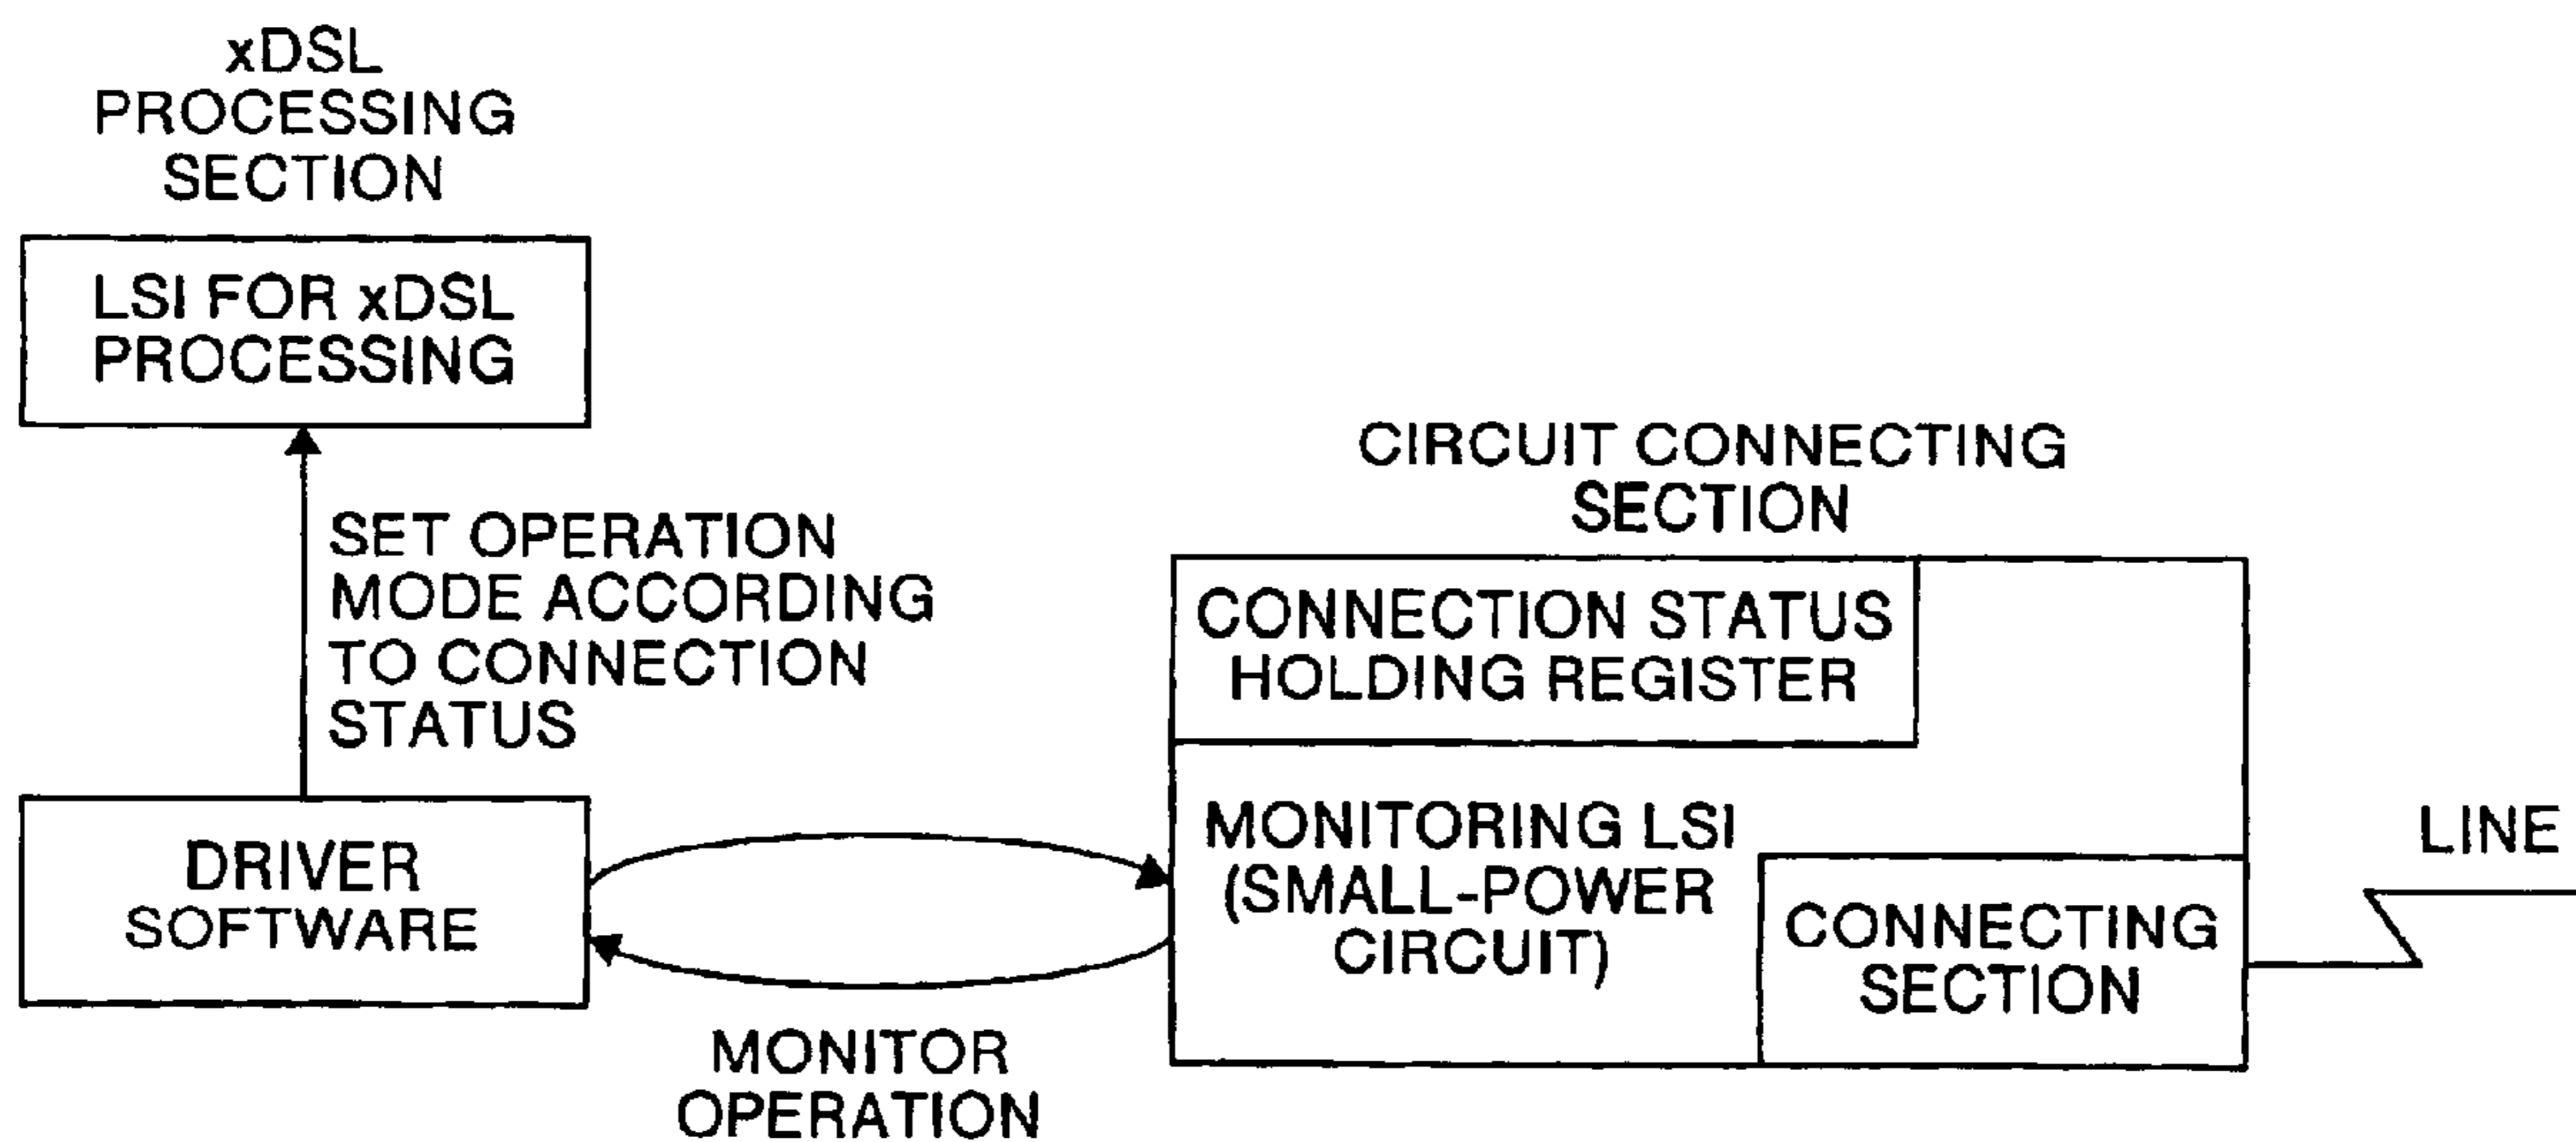 xDSL
PROCESSING
SECTION
LSI FOR xDSL
PROCESSING
SET OPERATION
MODE ACCORDING
TO CONNECTION
STATUS
DRIVER
SOFTWARE
MONITOR
OPERATION
CIRCUIT CONNECTING
SECTION
CONNECTION STATUS
HOLDING REGISTER
MONITORING LSI
(SMALL-POWER
CIRCUIT)
CONNECTING
SECTION
LINE